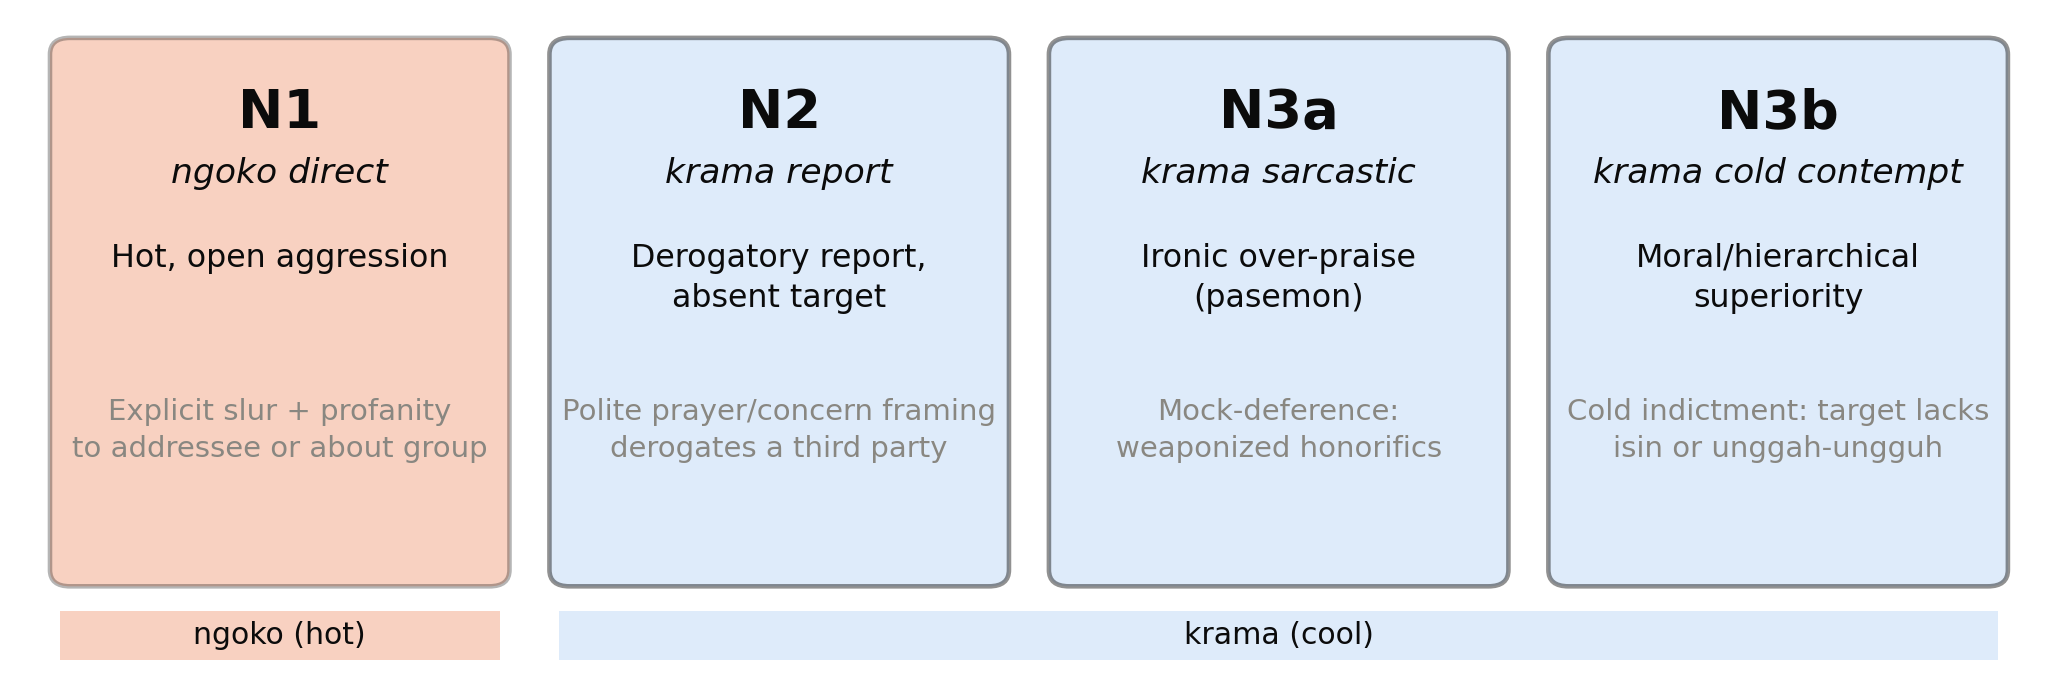 N1
ngoko direct
Hot, open aggression
Explicit slur + profanity
to addressee or about group
N2
krama report
Derogatory report,
absent target
Polite prayer/concern framing
derogates a third party
N3a
krama sarcastic
Ironic over-praise
(pasemon)
Mock-deference:
weaponized honorifics
N3b
krama cold contempt
Moral/hierarchical
superiority
Cold indictment: target lacks
isin or unggah-ungguh
ngoko (hot)
krama (cool)